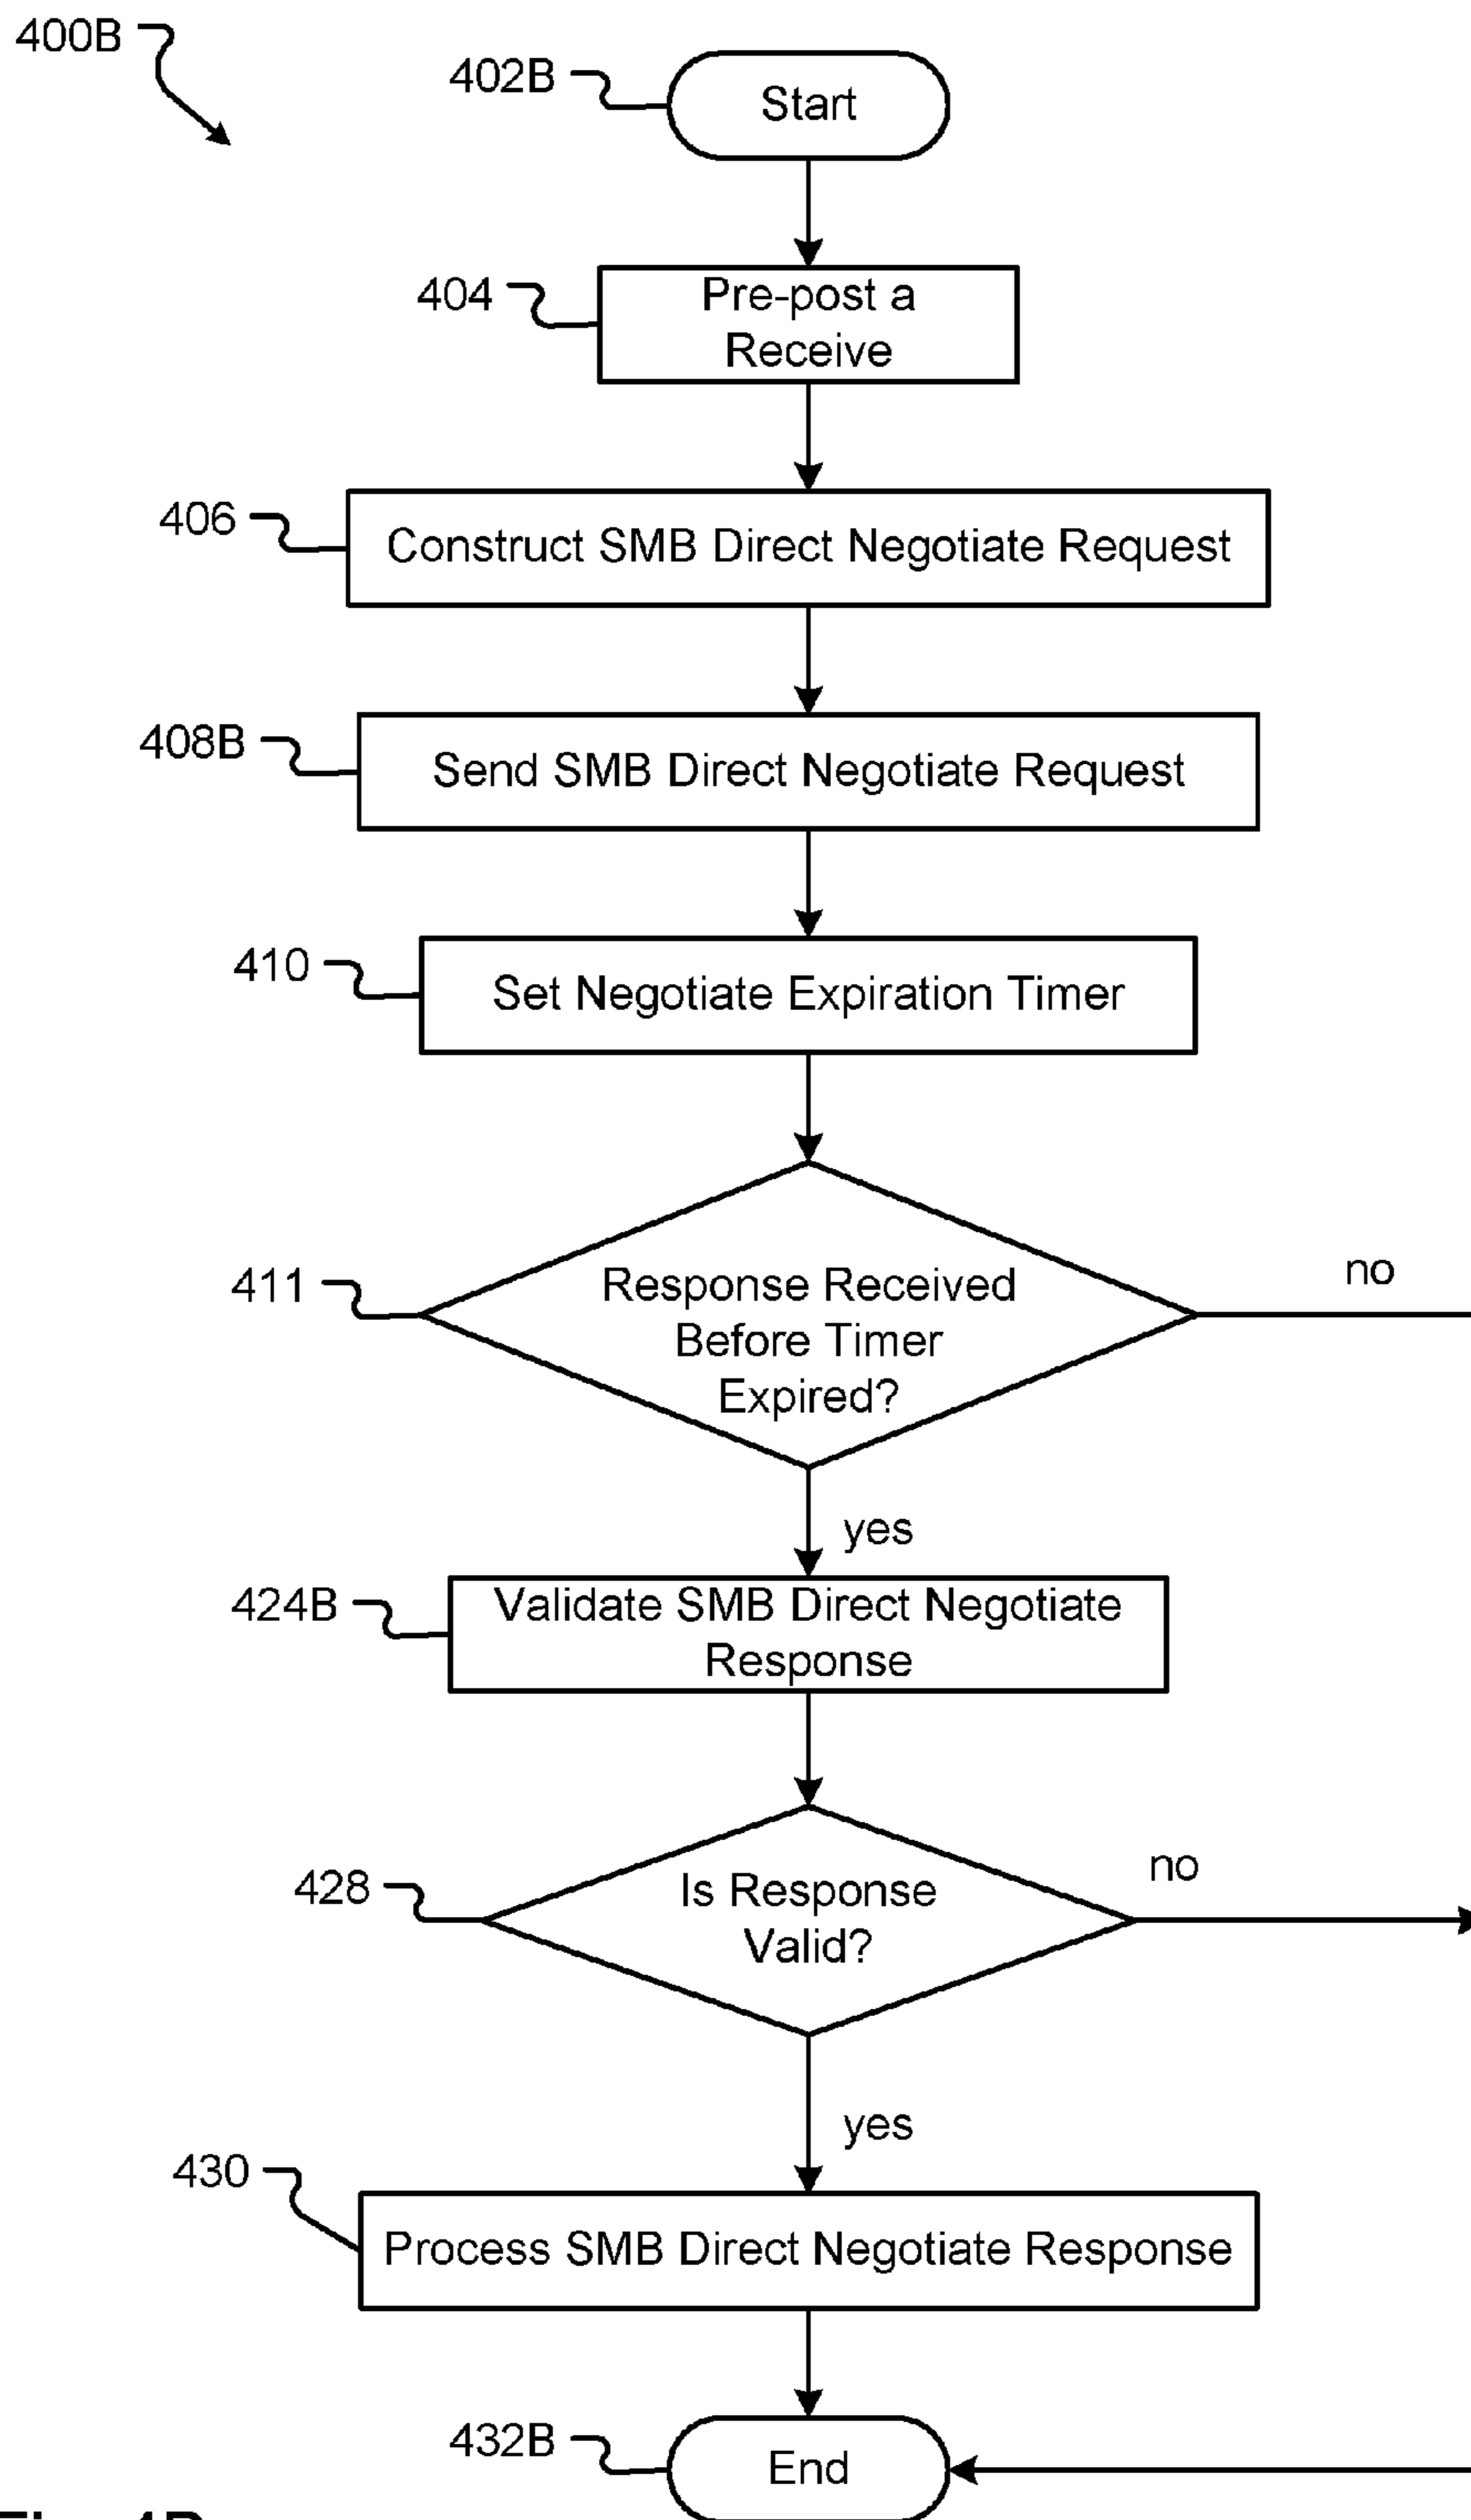 400B
402B
Start
404
Pre-post a
Receive
406
Construct SMB Direct Negotiate Request
408B
Send SMB Direct Negotiate Request
410
Set Negotiate Expiration Timer
411
Response Received
Before Timer
Expired?
no
yes
424B
Validate SMB Direct Negotiate
Response
428
Is Response
Valid?
no
yes
430
Process SMB Direct Negotiate Response
432B
End